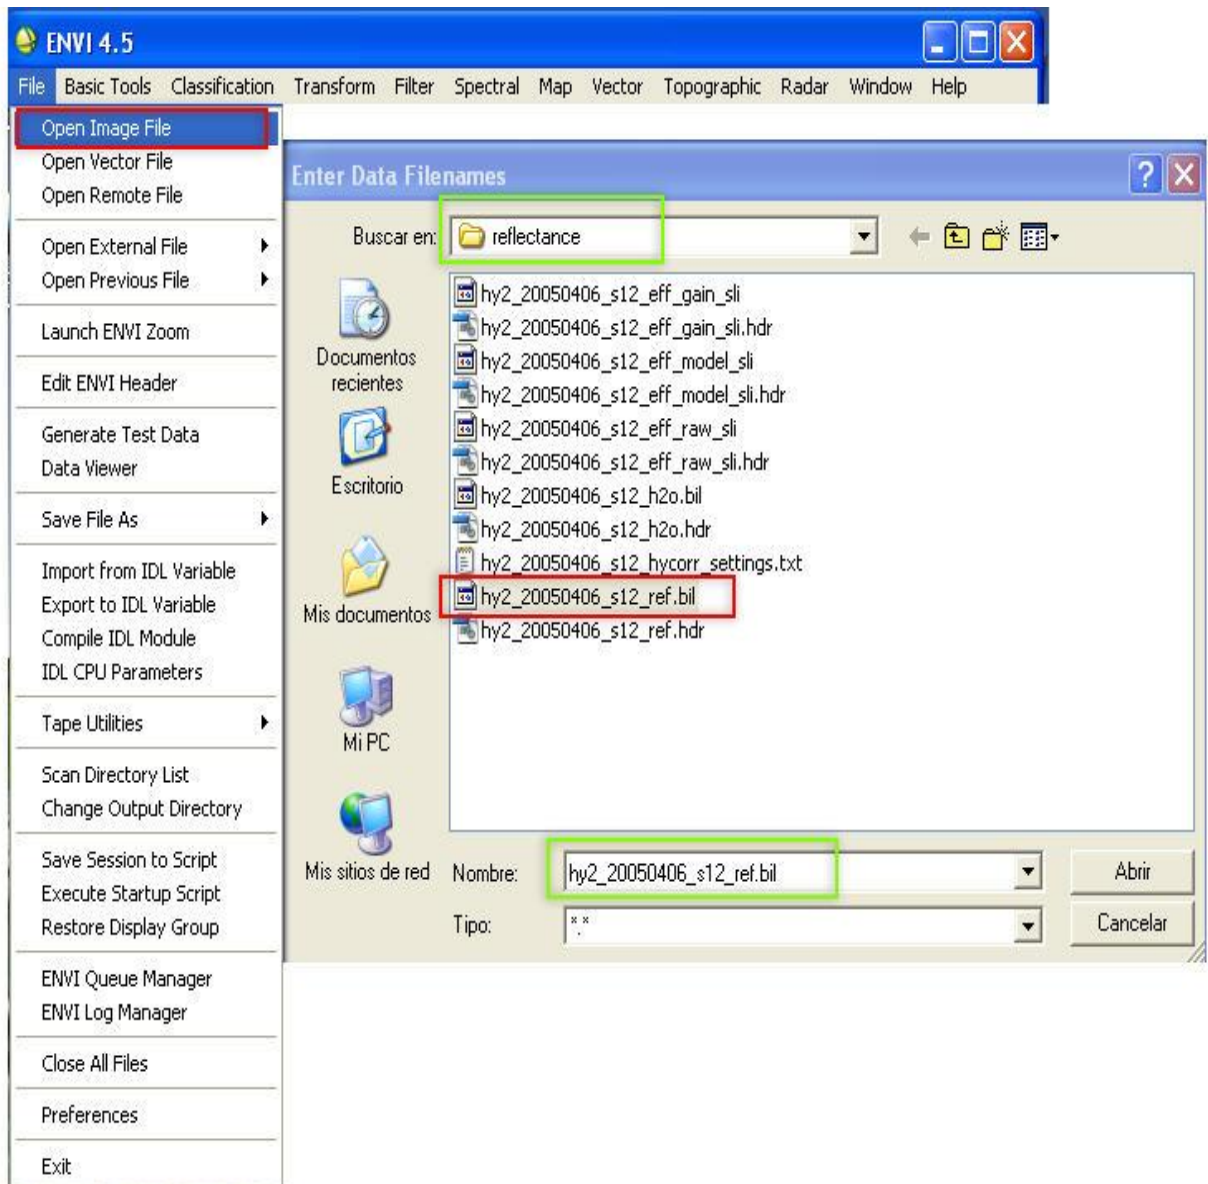 ENVI 4.5
File Basic Tools Classification Transform Filter Spectral Map Vector Topographic Radar Window Help
Open Image File
Open Vector File
Open Remote File
Open External File
Open Previous File
Launch ENVI Zoom
Edit ENVI Header
Generate Test Data
Data Viewer
Save File As
Import from IDL Variable
Export to IDL Variable
Compile IDL Module
IDL CPU Parameters
Tape Utilities
Scan Directory List
Change Output Directory
Save Session to Script
Execute Startup Script
Restore Display Group
ENVI Queue Manager
ENVI Log Manager
Close All Files
Preferences
Exit
Enter Data Filenames
Buscar en: reflectance
Documentos
recientes
Escritorio
Mis documentos
Mi PC
Mis sitios de red
hy2_20050406_s12_eff_gain_sli
hy2_20050406_s12_eff_gain_sli.hdr
hy2_20050406_s12_eff_model_sli
hy2_20050406_s12_eff_model_sli.hdr
hy2_20050406_s12_eff_raw_sli
hy2_20050406_s12_eff_raw_sli.hdr
hy2_20050406_s12_h2o.bil
hy2_20050406_s12_h2o.hdr
hy2_20050406_s12_hycorr_settings.txt
hy2_20050406_s12_ref.bil
hy2_20050406_s12_ref.hdr
Nombre: hy2_20050406_s12_ref.bil Abrir
Tipo: *.* Cancelar